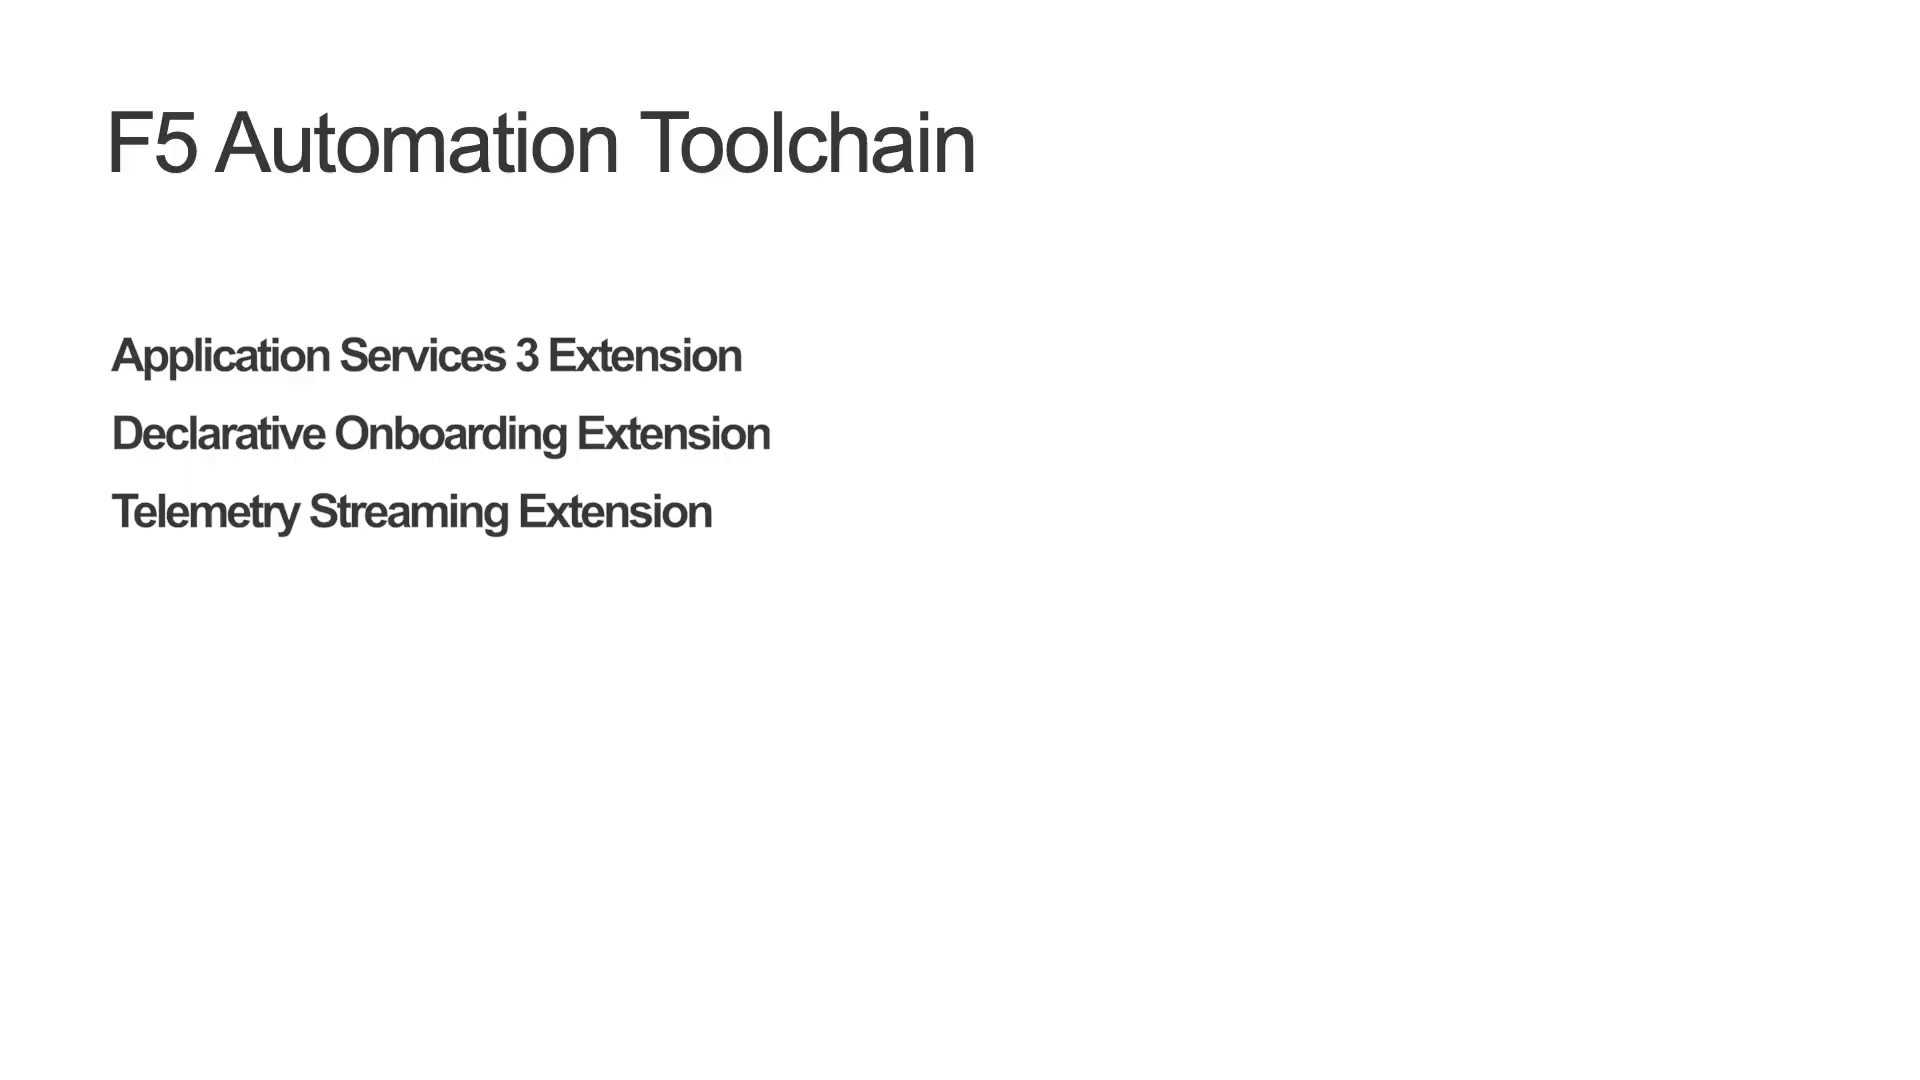 F5 Automation Toolchain
Application Services 3 Extension
Declarative Onboarding Extension
Telemetry Streaming Extension